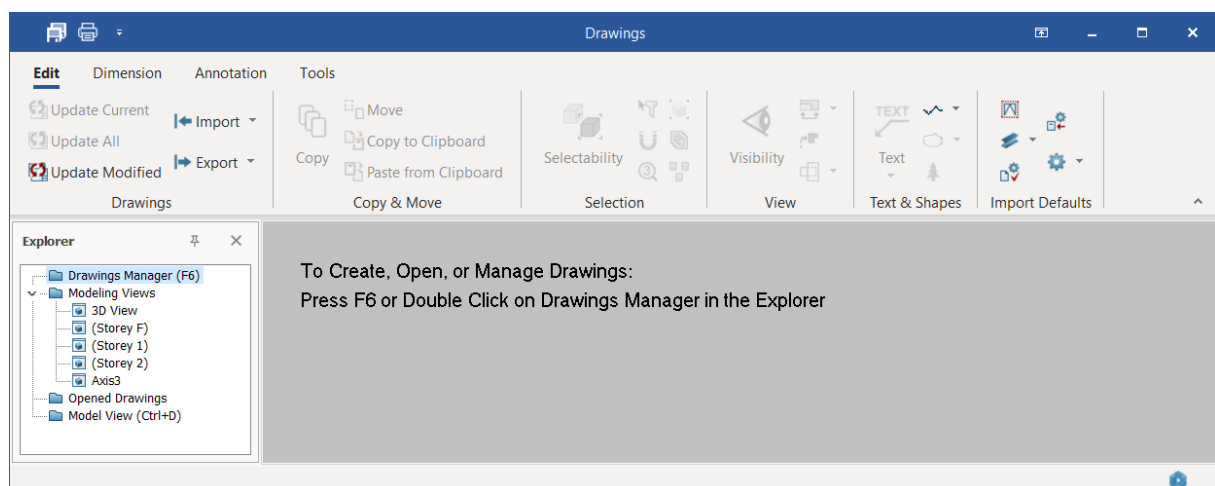 Drawings
Edit Dimension Annotation Tools
Update Current
Update All
Update Modified
Import
Export
Drawings
Copy
Move
Copy to Clipboard
Paste from Clipboard
Copy & Move
Selectability
3
Selection
Visibility
View
TEXT
Text
Text & Shapes
Import Defaults
Explorer
Drawings Manager (F6)
Modeling Views
3D View
(Storey F)
(Storey 1)
(Storey 2)
Axis3
Opened Drawings
Model View (Ctrl+D)
To Create, Open, or Manage Drawings:
Press F6 or Double Click on Drawings Manager in the Explorer